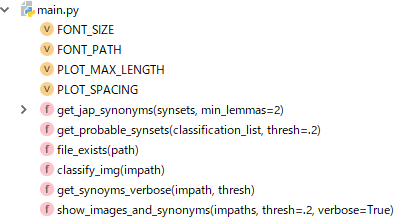 main.py
V FONT_SIZE
V FONT_PATH
V PLOT_MAX_LENGTH
V PLOT_SPACING
f get_jap_synonyms(synsets, min_lemmas=2)
f get_probable_synsets(classification_list, thresh=.2)
f file_exists(path)
f classify_img(impath)
f get_synoyms_verbose(impath, thresh)
f show_images_and_synonyms(impaths, thresh=.2, verbose=True)